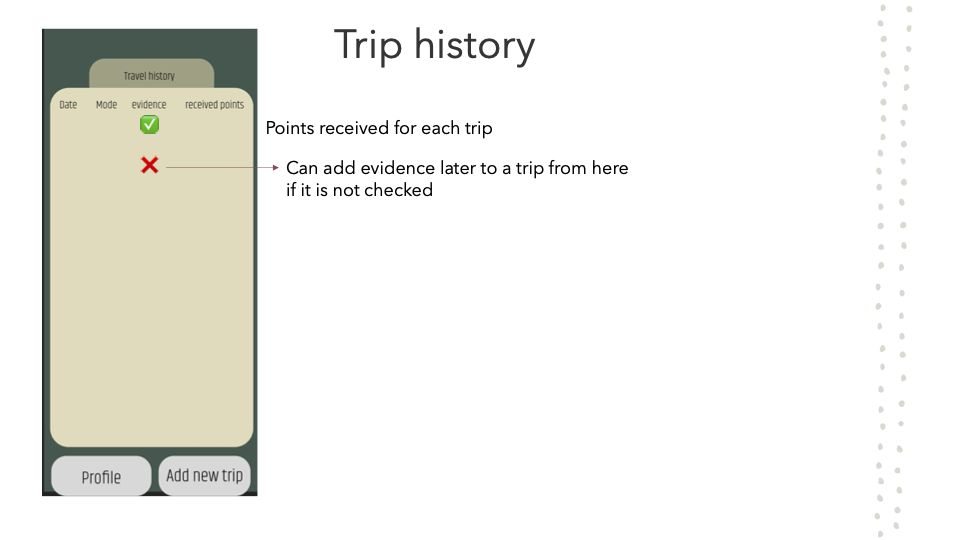 Trip history
Travel history
Date Mode evidence received points
Points received for each trip
Can add evidence later to a trip from here
if it is not checked
Profile Add new trip